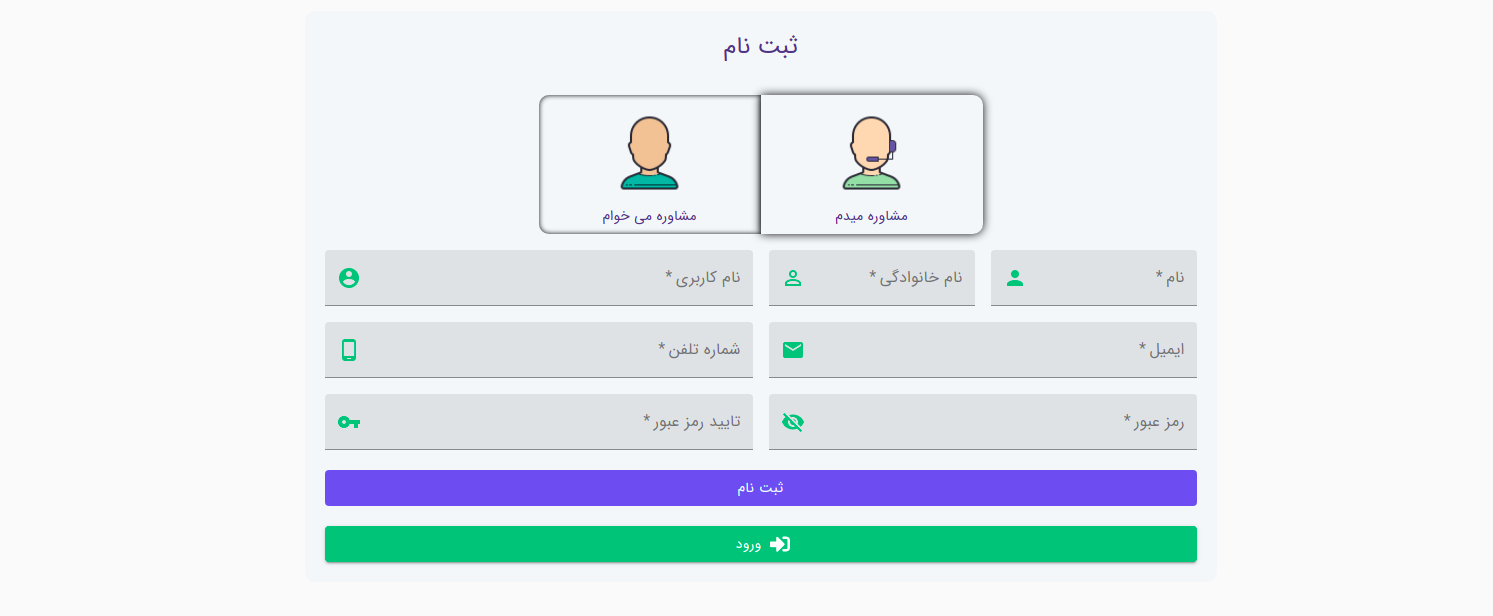 ثبت نام
مشاوره میدم
مشاوره می خوام
نام *
نام خانوادگی *
نام کاربری *
ایمیل *
شماره تلفن *
رمز عبور *
تایید رمز عبور *
ثبت نام
ورود